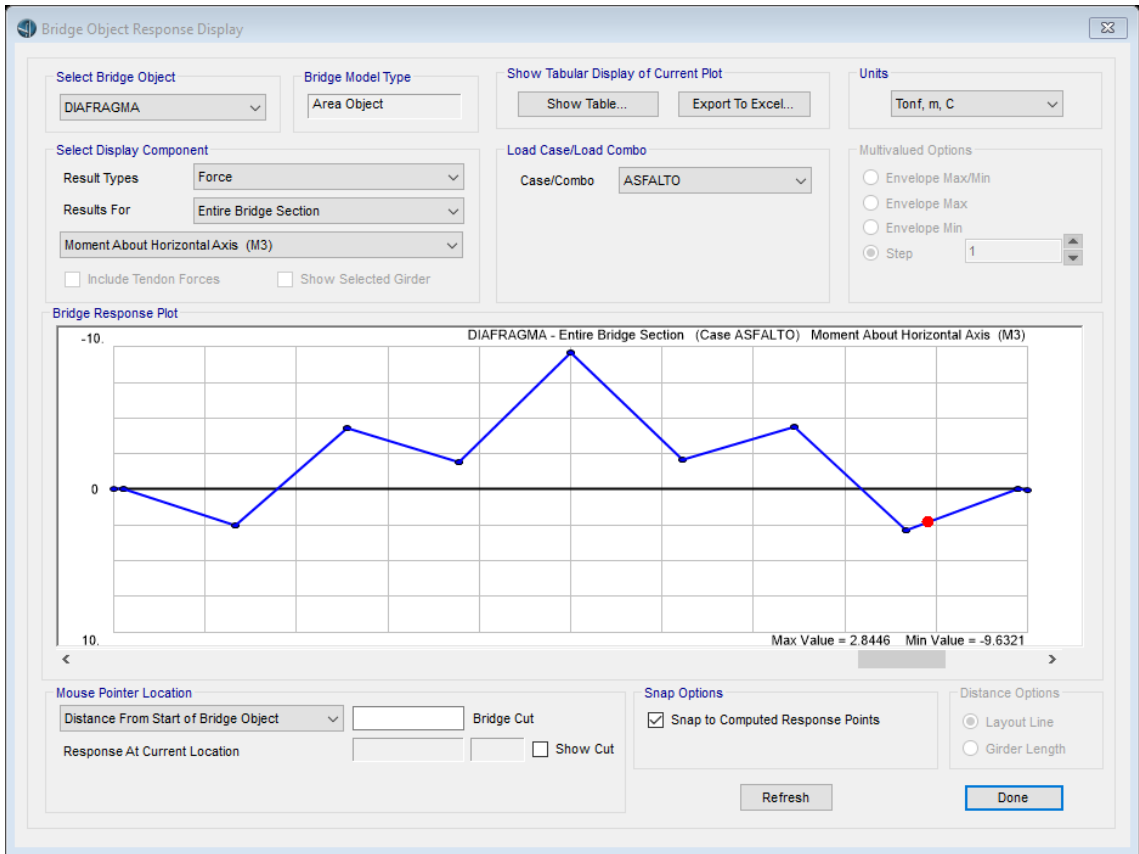 Bridge Object Response Display
Select Bridge Object
DIAFRAGMA
Bridge Model Type
Area Object
Show Tabular Display of Current Plot
Show Table...
Export To Excel...
Units
Tonf, m, C
Select Display Component
Result Types
Force
Results For
Entire Bridge Section
Moment About Horizontal Axis (M3)
Include Tendon Forces
Show Selected Girder
Load Case/Load Combo
Case/Combo
ASFALTO
Multivalued Options
Envelope Max/Min
Envelope Max
Envelope Min
Step
1
Bridge Response Plot
-10.
DIAFRAGMA - Entire Bridge Section (Case ASFALTO) Moment About Horizontal Axis (M3)
0
10.
Max Value = 2.8446 Min Value = -9.6321
Mouse Pointer Location
Distance From Start of Bridge Object
Bridge Cut
Response At Current Location
Show Cut
Snap Options
Snap to Computed Response Points
Distance Options
Layout Line
Girder Length
Refresh
Done